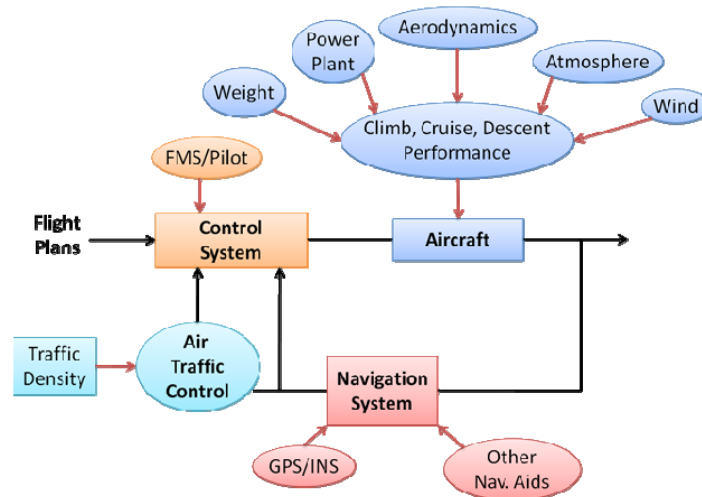 Aerodynamics
Power
Plant
Atmosphere
Weight
Wind
Climb, Cruise, Descent
Performance
FMS/Pilot
Flight
Plans
Control
System
Aircraft
Traffic
Density
Air
Traffic
Control
Navigation
System
GPS/INS
Other
Nav. Aids